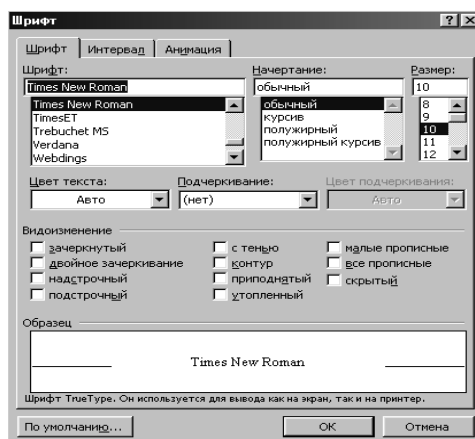 Шрифт
Шрифт Интервал Анимация
Шрифт: Начертание: Размер:
Times New Roman обычный 10
Times New Roman обычный 8
TimesET курсив 9
Trebuchet MS полужирный 10
Verdana полужирный курсив 11
Webdings 12
Цвет текста: Подчеркивание: Цвет подчеркивания:
Авто (нет) Авто
Видоизменение
зачеркнутый с тенью малые прописные
двойное зачеркивание контур все прописные
надстрочный приподнятый скрытый
подстрочный утопленный
Образец
Times New Roman
Шрифт TrueType. Он используется для вывода как на экран, так и на принтер.
По умолчанию... OK Отмена